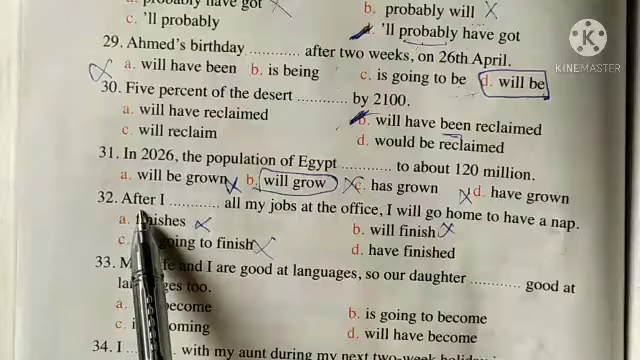 a. probably have got
b. probably will
c. 'll probably
'll probably have got
29. Ahmed's birthday ............ after two weeks, on 26th April.
a. will have been b. is being c. is going to be d. will be
30. Five percent of the desert ............ by 2100.
a. will have reclaimed
b. will have been reclaimed
c. will reclaim
d. would be reclaimed
31. In 2026, the population of Egypt ............ to about 120 million.
a. will be grown b. will grow c. has grown d. have grown
32. After I ............ all my jobs at the office, I will go home to have a nap.
a. finishes
b. will finish
c. going to finish
d. have finished
33. and I are good at languages, so our daughter ............ good at
too.
a. become
b. is going to become
c.
d. will have become
34. I ............ with my aunt during my next two-week holiday
KINEMASTER